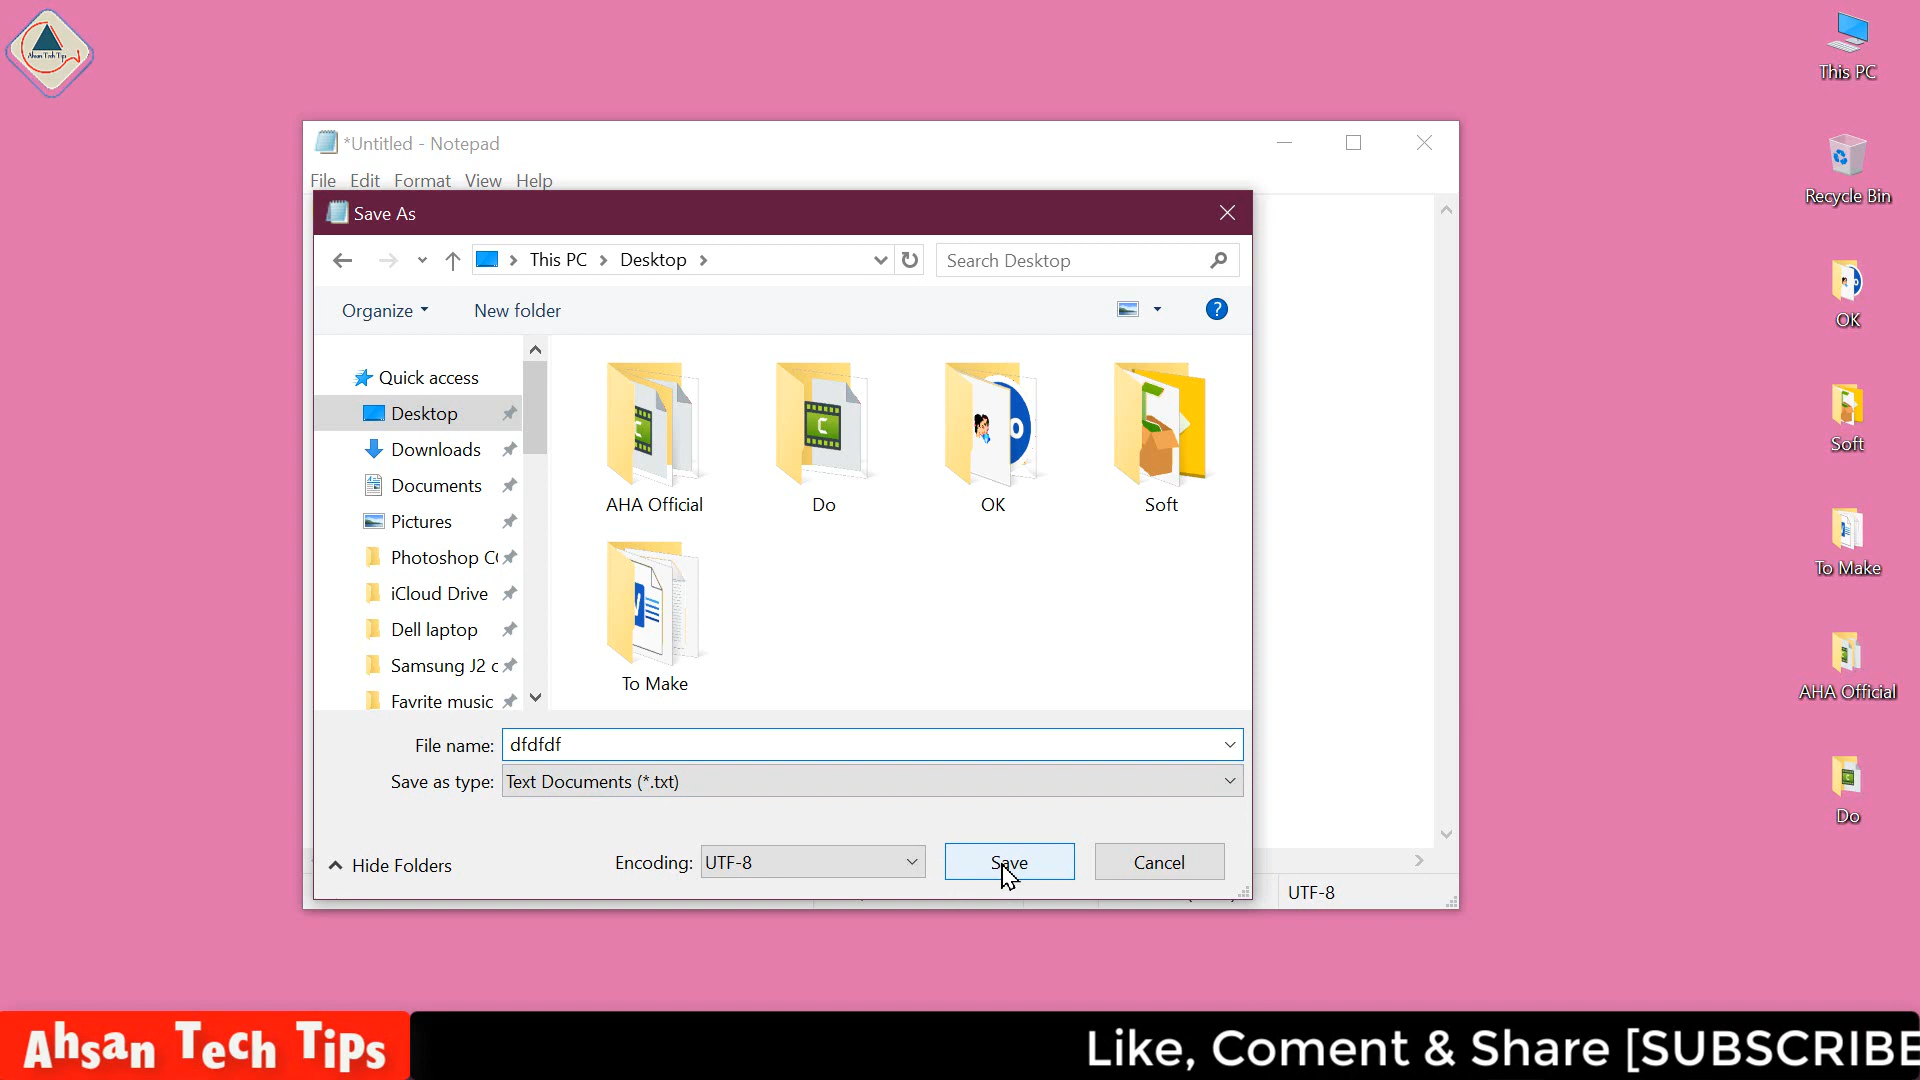 Ahsan Tech Tips
This PC
Recycle Bin
OK
Soft
To Make
AHA Official
Do
*Untitled - Notepad
File Edit Format View Help
Save As
This PC Desktop
Search Desktop
Organize
New folder
Quick access
Desktop
Downloads
Documents
Pictures
Photoshop C
iCloud Drive
Dell laptop
Samsung J2 c
Favrite music
AHA Official
Do
OK
Soft
To Make
File name: dfdfdf
Save as type: Text Documents (*.txt)
Hide Folders
Encoding: UTF-8
Save
Cancel
UTF-8
Ahsan Tech Tips
Like, Coment & Share [SUBSCRIBE